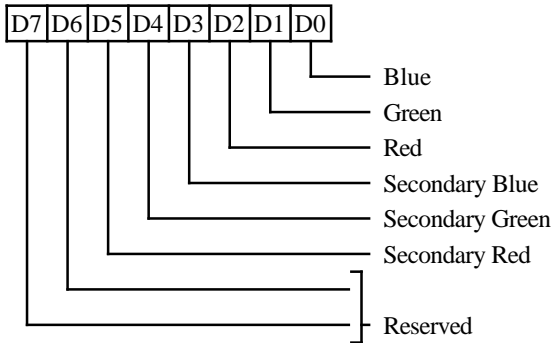 D7 D6 D5 D4 D3 D2 D1 D0
Blue
Green
Red
Secondary Blue
Secondary Green
Secondary Red
Reserved